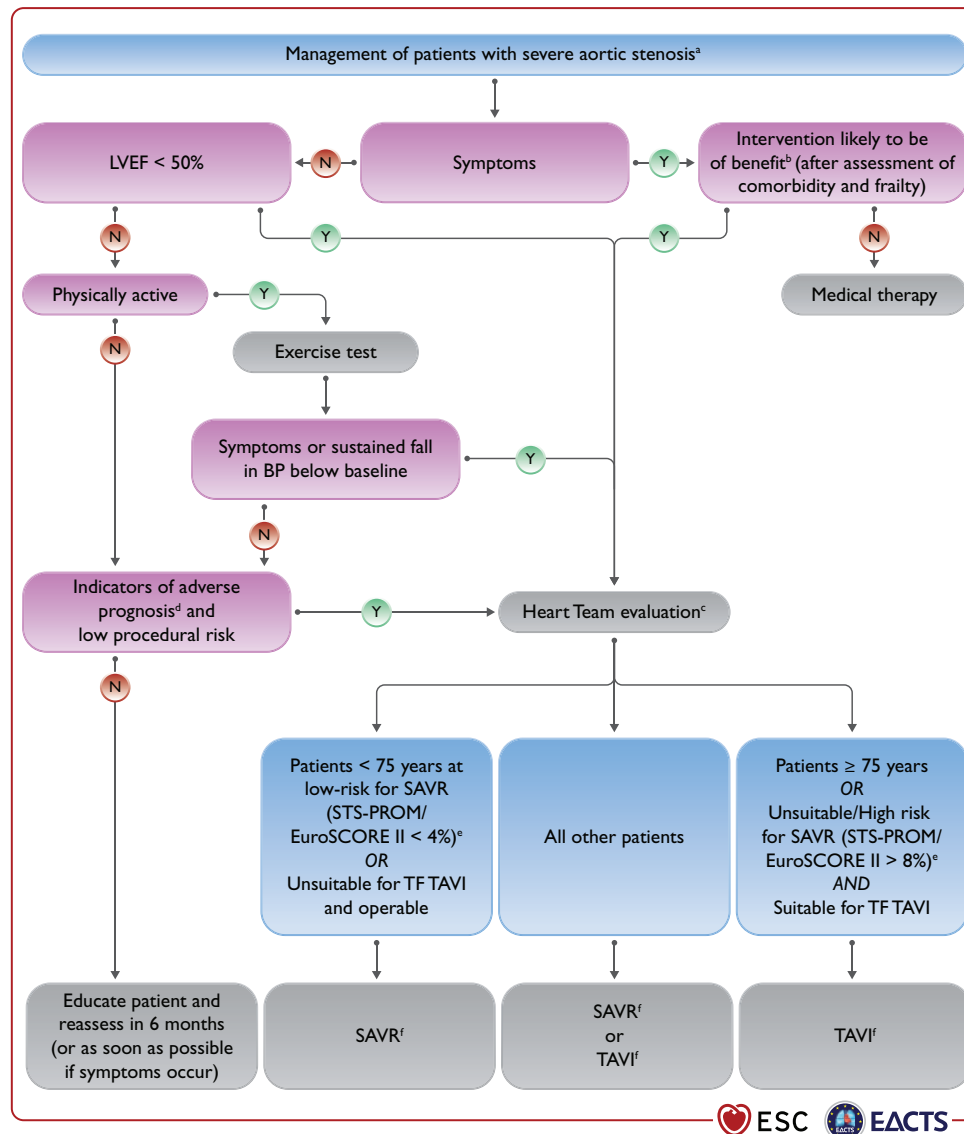 Management of patients with severe aortic stenosisᵃ
LVEF < 50%
N
Symptoms
Y
Intervention likely to be
of benefitᵇ (after assessment of
comorbidity and frailty)
N
Y
Y
N
Physically active
Y
Medical therapy
N
Exercise test
Symptoms or sustained fall
in BP below baseline
Y
N
Indicators of adverse
prognosisᵈ and
low procedural risk
Y
Heart Team evaluationᶜ
N
Patients < 75 years at
low-risk for SAVR
(STS-PROM/
EuroSCORE II < 4%)ᵉ
OR
Unsuitable for TF TAVI
and operable
All other patients
Patients ≥ 75 years
OR
Unsuitable/High risk
for SAVR (STS-PROM/
EuroSCORE II > 8%)ᵉ
AND
Suitable for TF TAVI
Educate patient and
reassess in 6 months
(or as soon as possible
if symptoms occur)
SAVRᶠ
SAVRᶠ
or
TAVIᶠ
TAVIᶠ
ESC
EACTS
EACTS